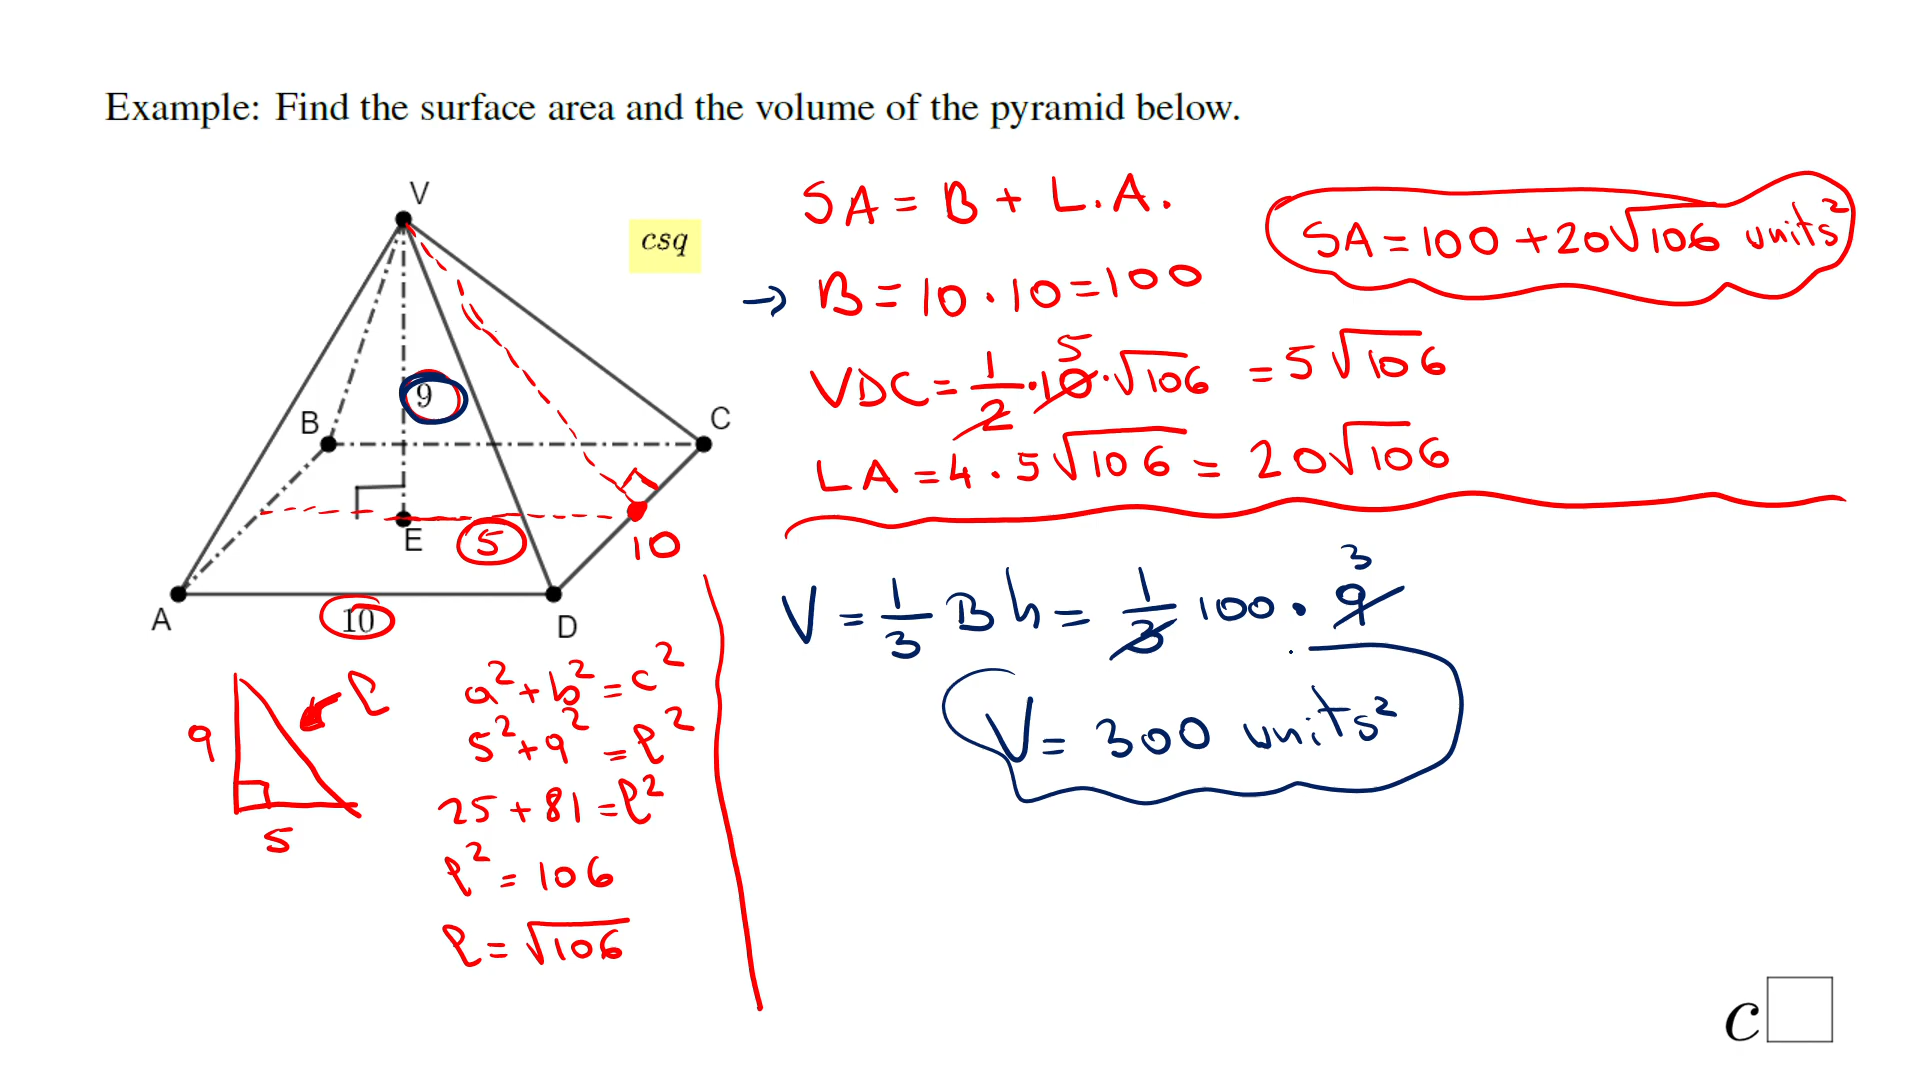 Example: Find the surface area and the volume of the pyramid below.
V
csq
9
B
C
E
5
10
A
10
D
SA = B + L.A.
SA = 100 + 20√106 units²
→ B = 10 · 10 = 100
5
VDC = 1/2 · 10 · √106 = 5√106
LA = 4 · 5√106 = 20√106
3
V = 1/3 B h = 1/3 100 · 9
V = 300 units²
9
ℓ
5
a² + b² = c²
5² + 9² = ℓ²
25 + 81 = ℓ²
ℓ² = 106
ℓ = √106
c